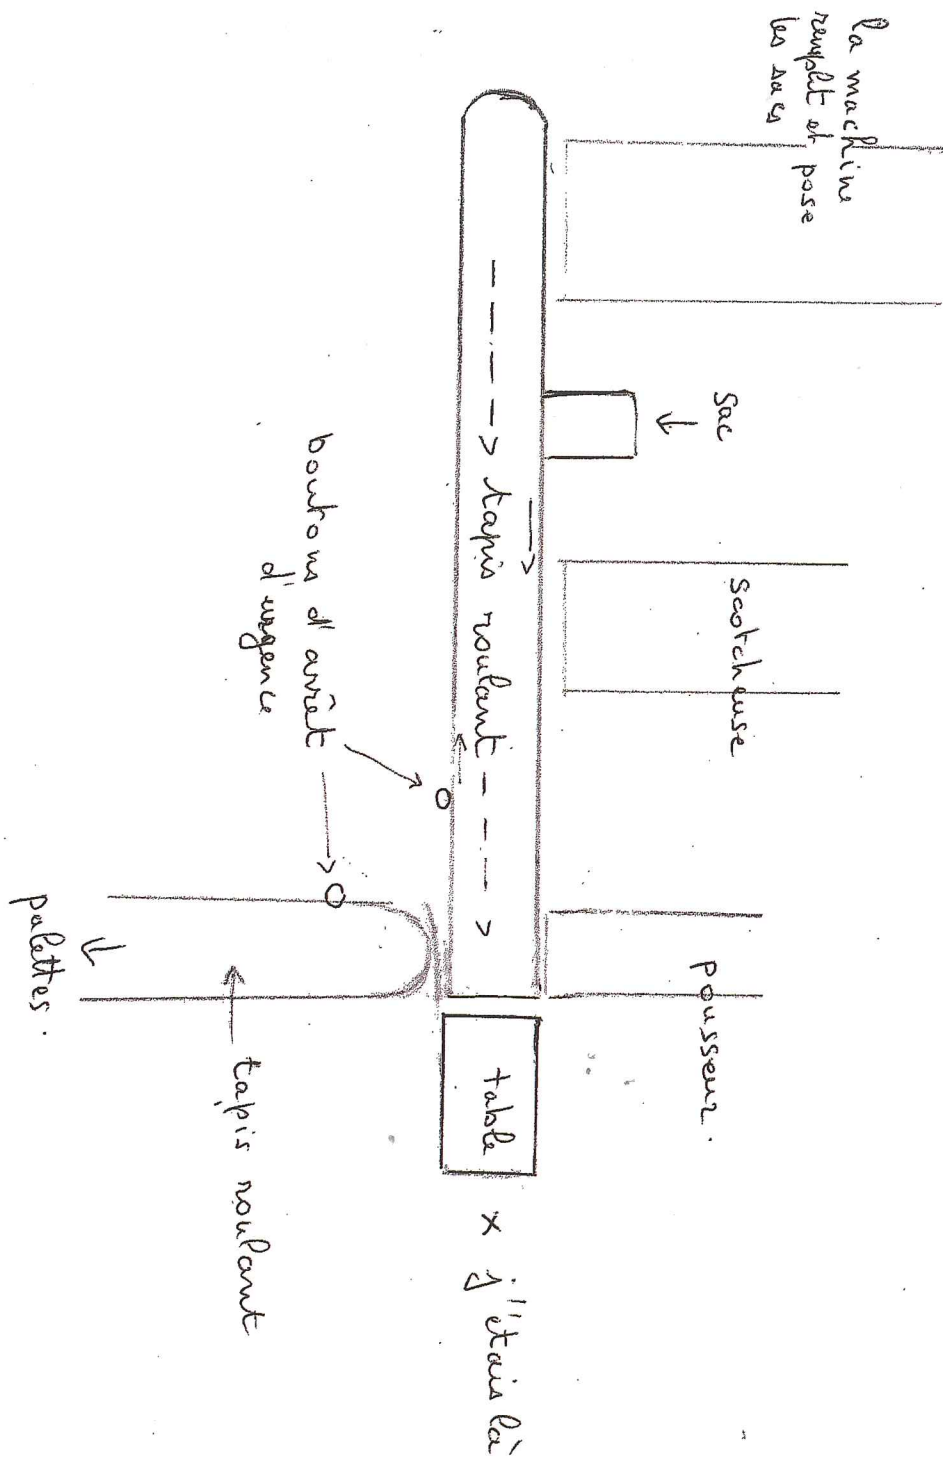 la machine
remplit et pose
les sacs
sac
scotcheuse
pousseur.
tapis roulant
table
x j'étais là
boutons d'arrêt
d'urgence
tapis roulant
palettes.